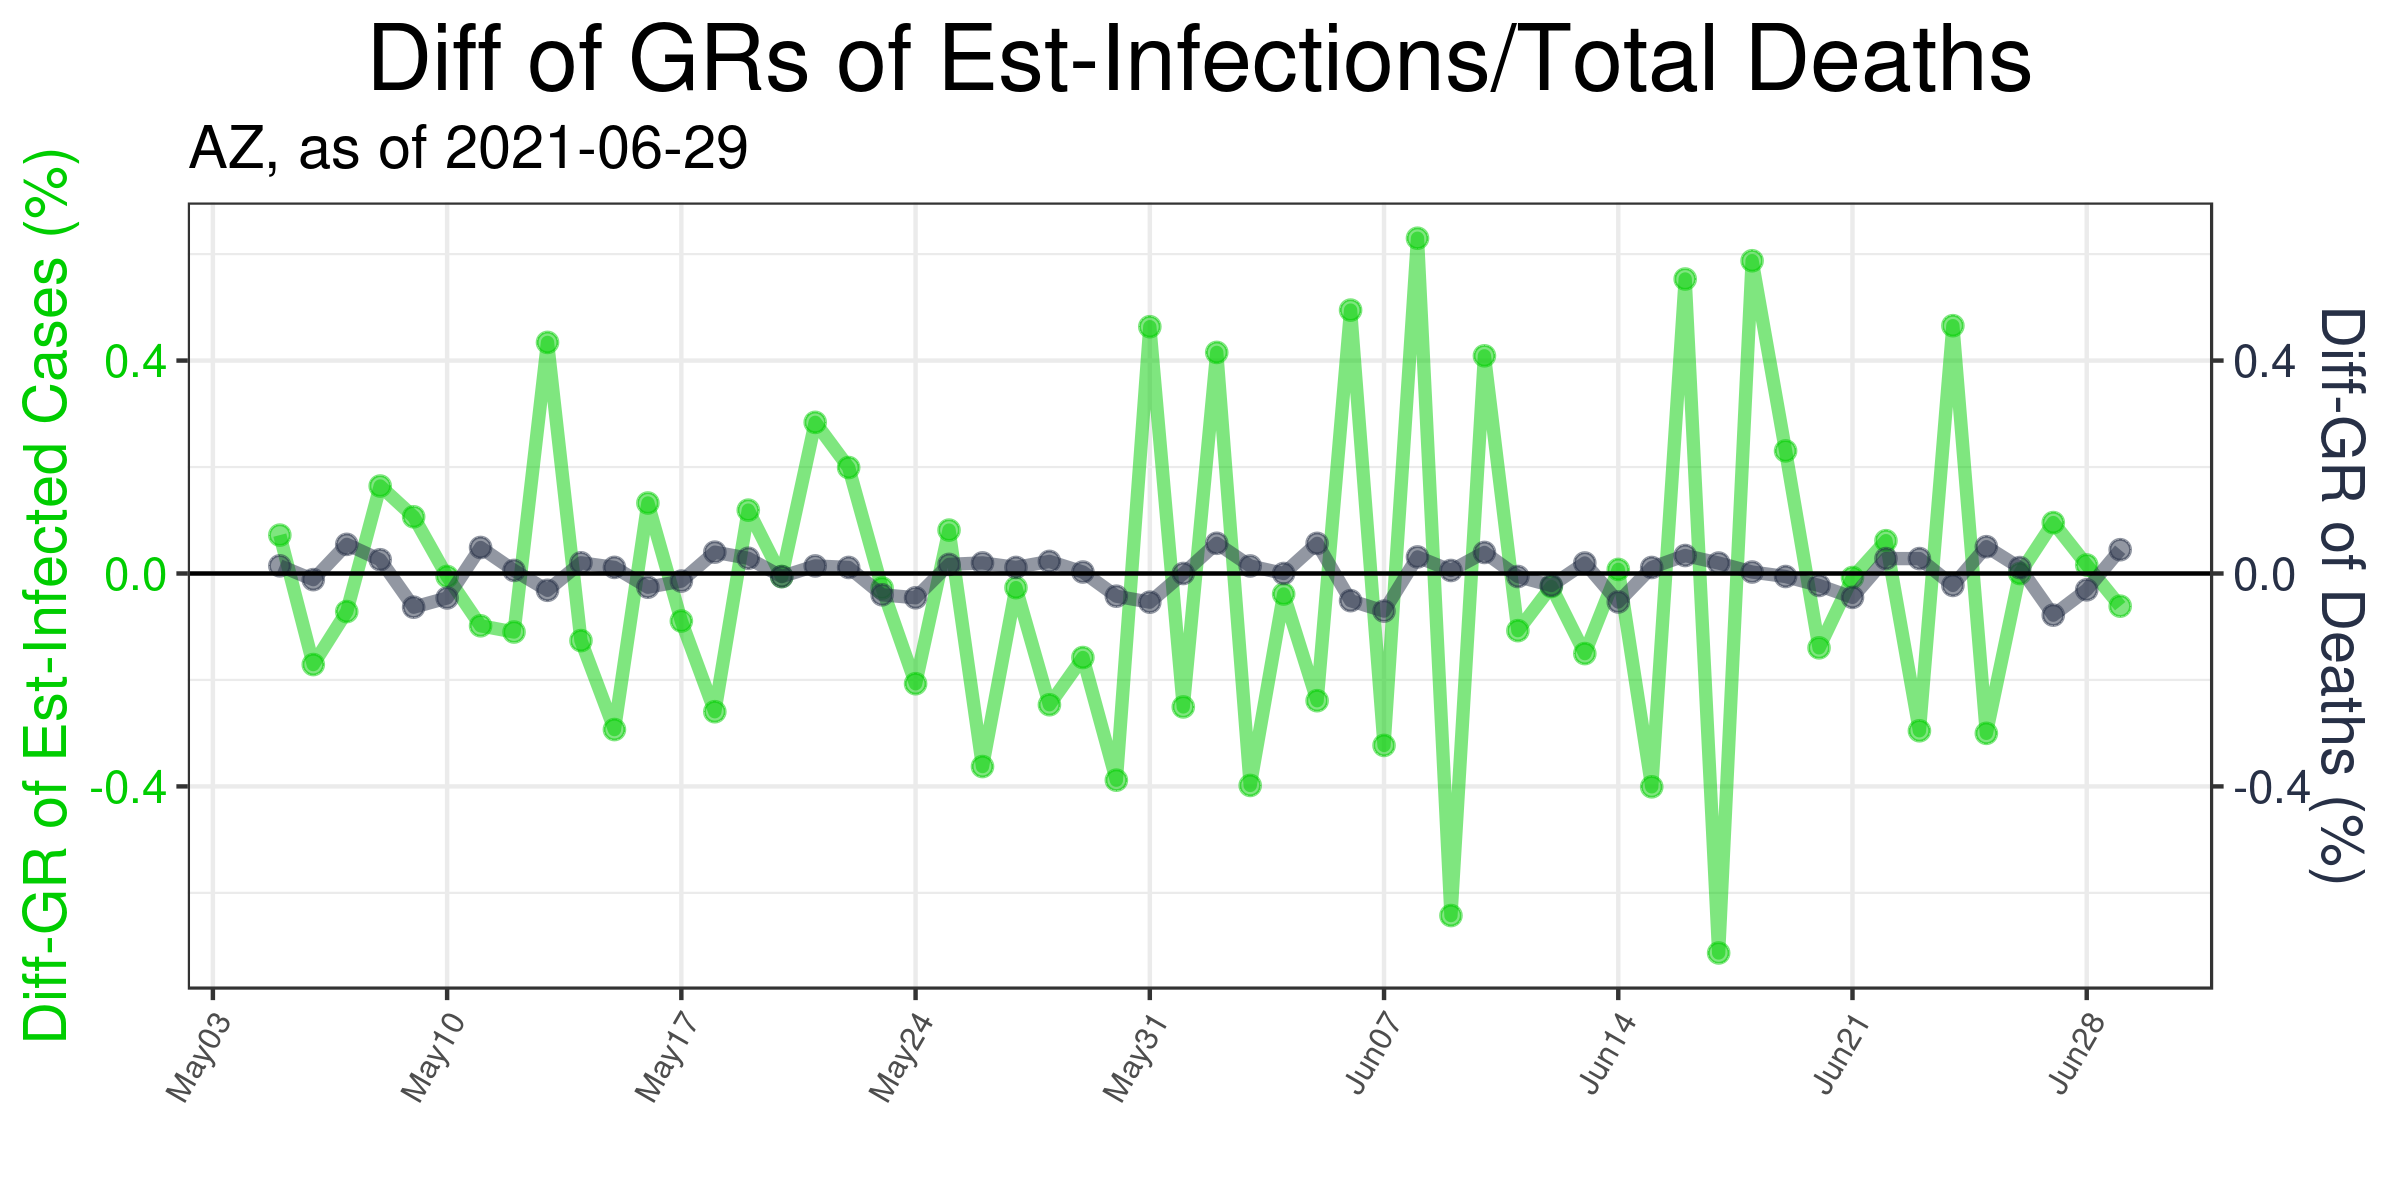 Diff of GRs of Est-Infections/Total Deaths
AZ, as of 2021-06-29
Diff-GR of Est-Infected Cases (%)
0.4
0.0
-0.4
0.4
0.0
-0.4
Diff-GR of Deaths (%)
May03
May10
May17
May24
May31
Jun07
Jun14
Jun21
Jun28